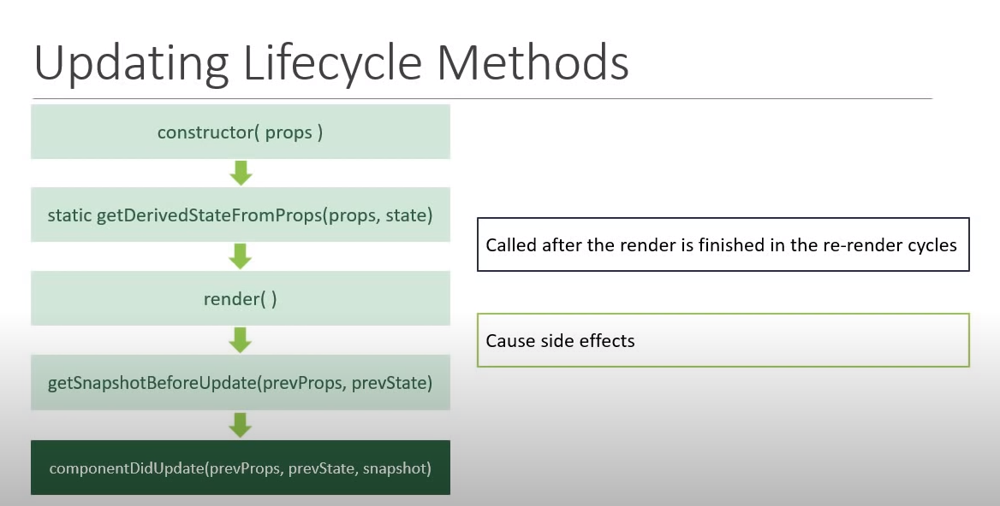 Updating Lifecycle Methods
constructor( props )
static getDerivedStateFromProps(props, state)
render( )
getSnapshotBeforeUpdate(prevProps, prevState)
componentDidUpdate(prevProps, prevState, snapshot)
Called after the render is finished in the re-render cycles
Cause side effects